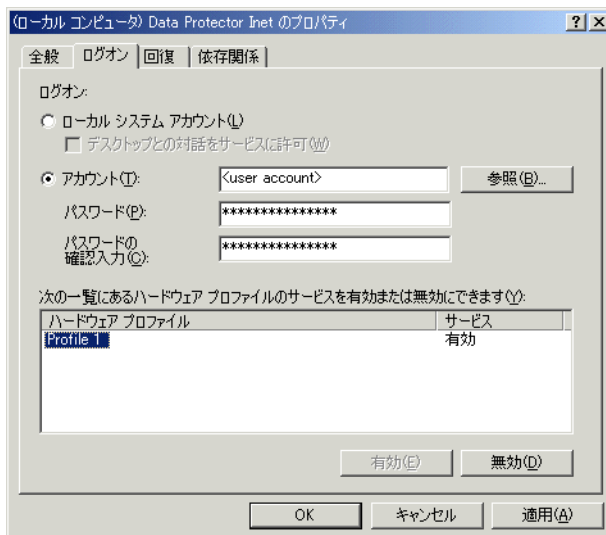 (ローカル コンピュータ) Data Protector Inet のプロパティ
全般 ログオン 回復 依存関係
ログオン:
ローカル システム アカウント(L)
デスクトップとの対話をサービスに許可(W)
アカウント(T): <user account> 参照(B)...
パスワード(P): ***************
パスワードの
確認入力(C): ***************
次の一覧にあるハードウェア プロファイルのサービスを有効または無効にできます(Y):
ハードウェア プロファイル サービス
Profile 1 有効
有効(E) 無効(D)
OK キャンセル 適用(A)